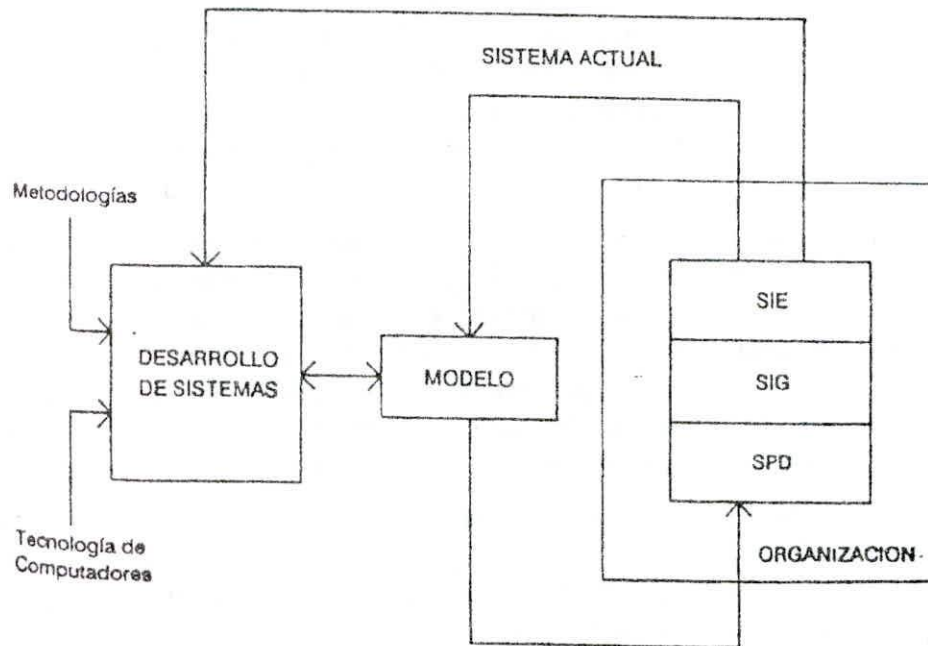 SISTEMA ACTUAL
Metodologías
SIE
DESARROLLO
DE SISTEMAS
MODELO
SIG
SPD
Tecnología de
Computadores
ORGANIZACION